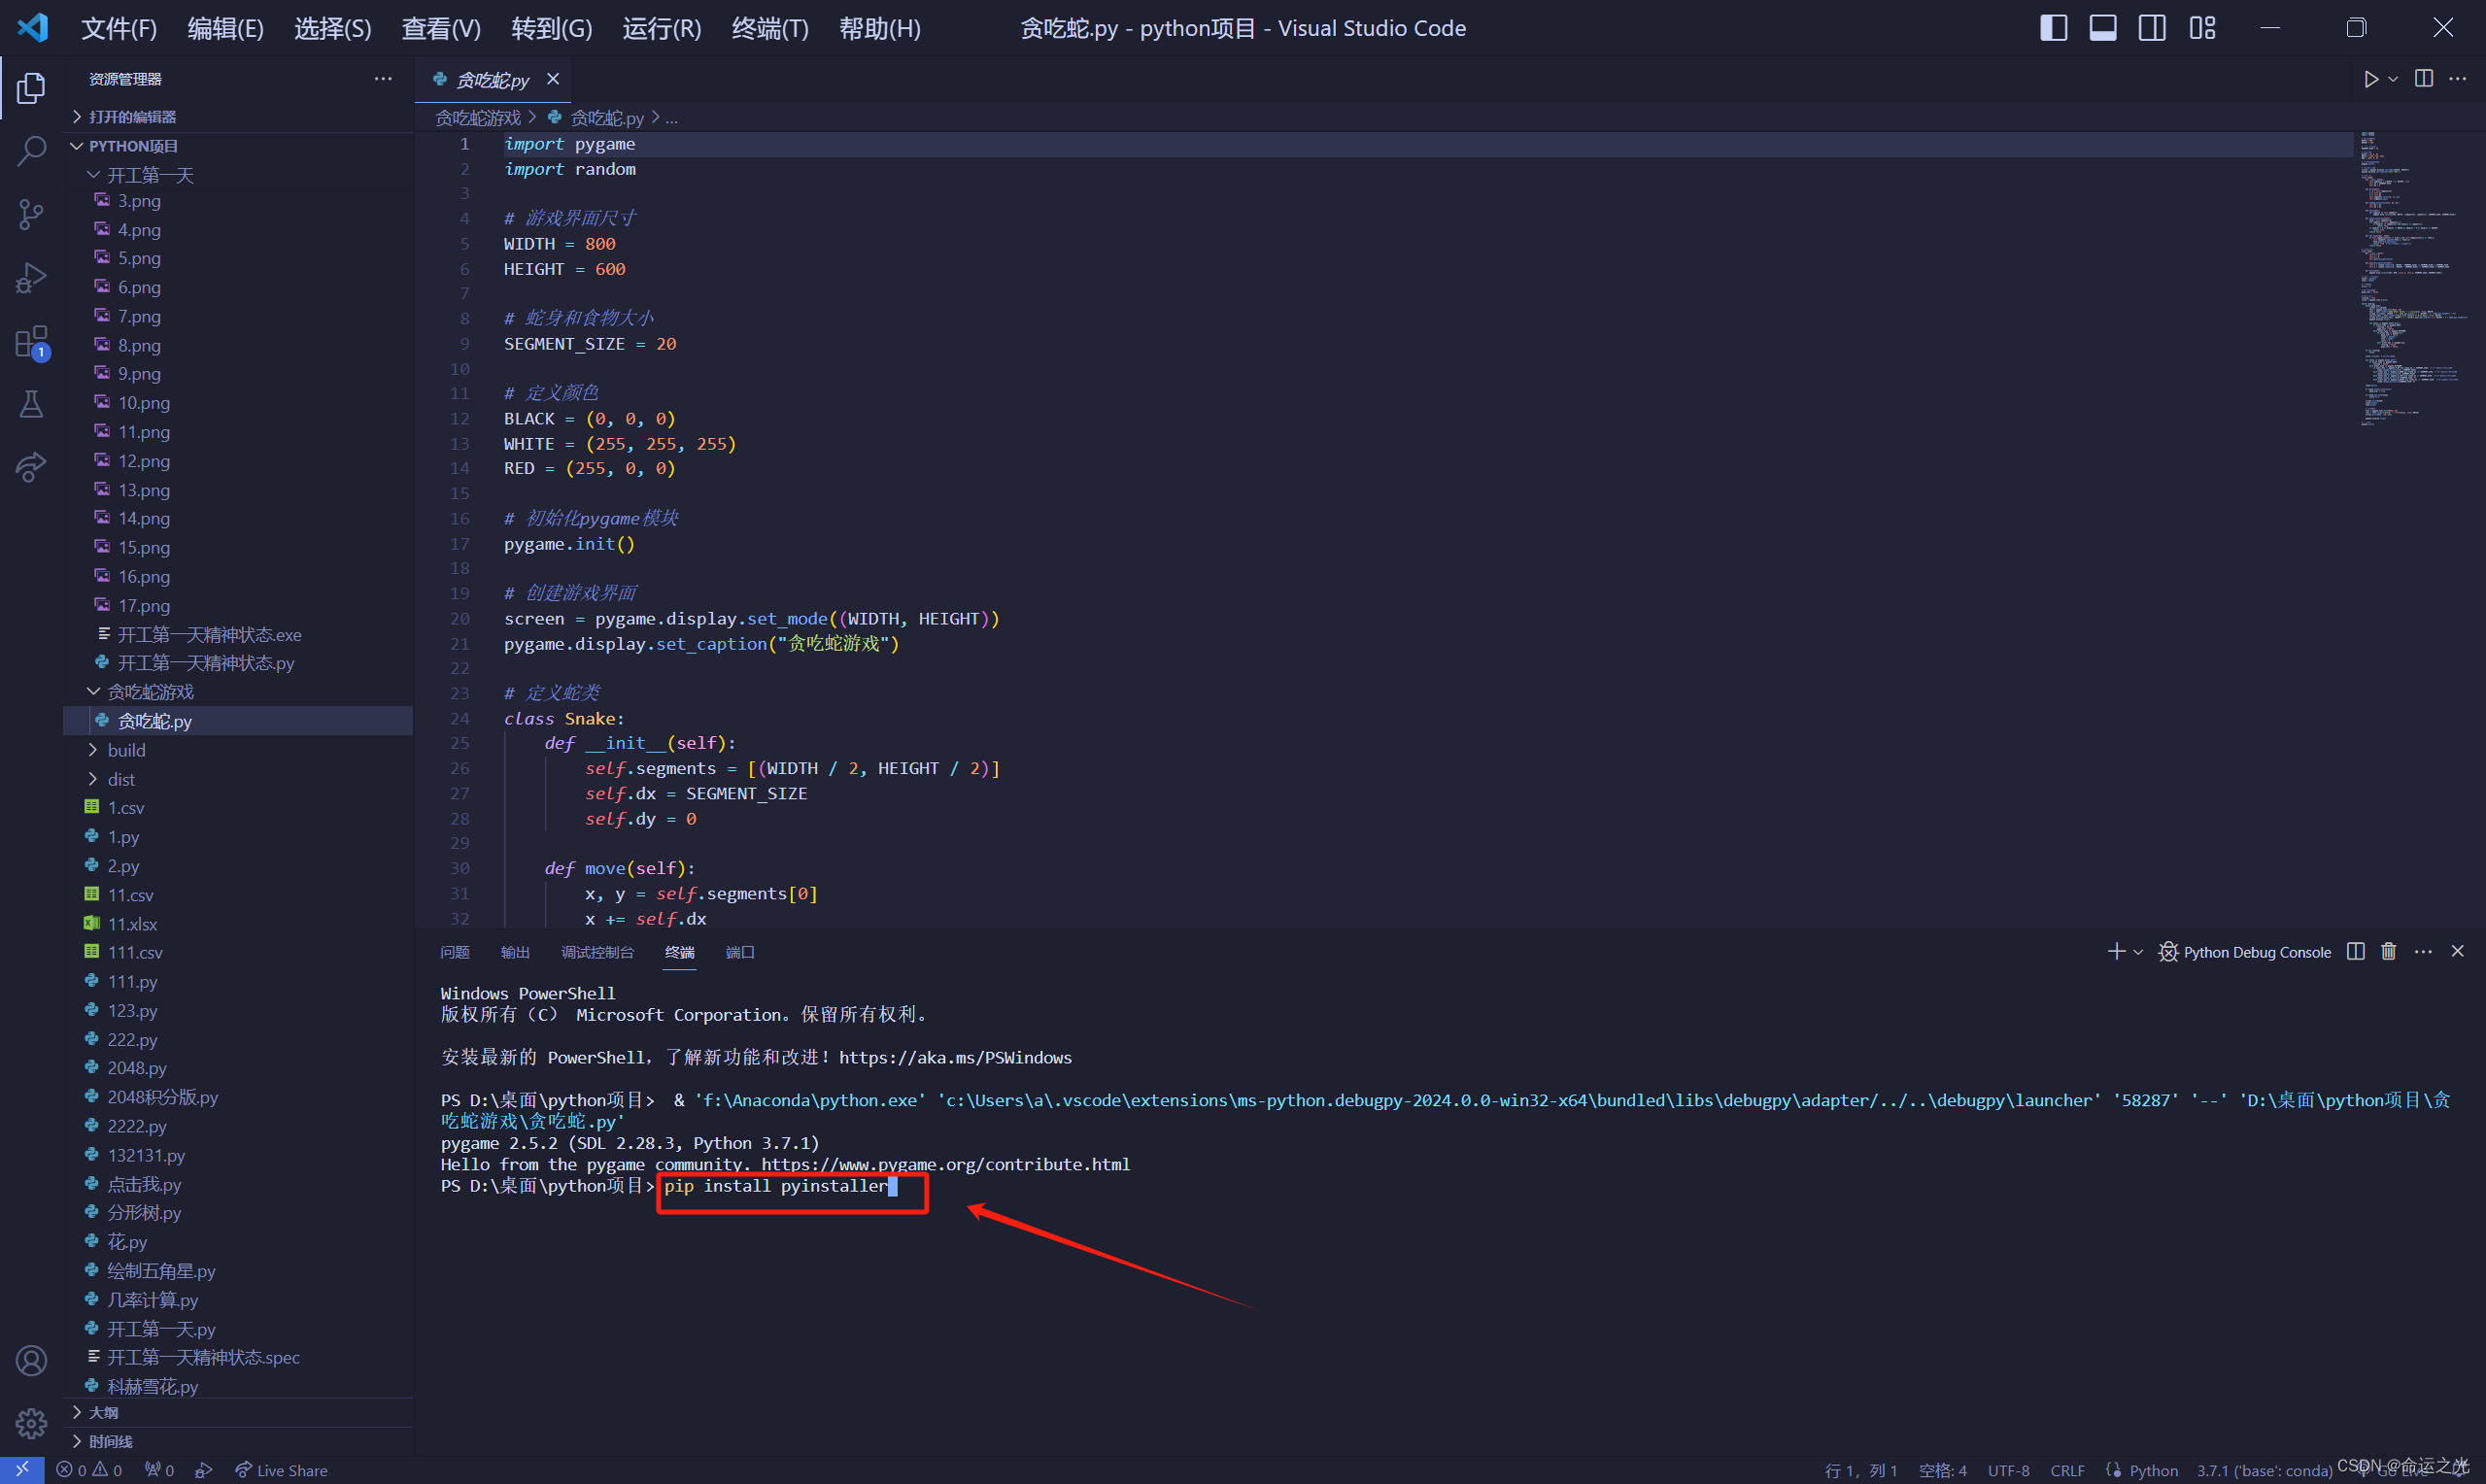 文件(F) 编辑(E) 选择(S) 查看(V) 转到(G) 运行(R) 终端(T) 帮助(H) 贪吃蛇.py - python项目 - Visual Studio Code
资源管理器
打开的编辑器
PYTHON项目
开工第一天
3.png
4.png
5.png
6.png
7.png
8.png
9.png
10.png
11.png
12.png
13.png
14.png
15.png
16.png
17.png
开工第一天精神状态.exe
开工第一天精神状态.py
贪吃蛇游戏
贪吃蛇.py
build
dist
1.csv
1.py
2.py
11.csv
11.xlsx
111.csv
111.py
123.py
222.py
2048.py
2048积分版.py
2222.py
132131.py
点击我.py
分形树.py
花.py
绘制五角星.py
几率计算.py
开工第一天.py
开工第一天精神状态.spec
科赫雪花.py
大纲
时间线
贪吃蛇.py
贪吃蛇游戏 > 贪吃蛇.py > ...
1 import pygame
2 import random
3
4 # 游戏界面尺寸
5 WIDTH = 800
6 HEIGHT = 600
7
8 # 蛇身和食物大小
9 SEGMENT_SIZE = 20
10
11 # 定义颜色
12 BLACK = (0, 0, 0)
13 WHITE = (255, 255, 255)
14 RED = (255, 0, 0)
15
16 # 初始化pygame模块
17 pygame.init()
18
19 # 创建游戏界面
20 screen = pygame.display.set_mode((WIDTH, HEIGHT))
21 pygame.display.set_caption("贪吃蛇游戏")
22
23 # 定义蛇类
24 class Snake:
25 def __init__(self):
26 self.segments = [(WIDTH / 2, HEIGHT / 2)]
27 self.dx = SEGMENT_SIZE
28 self.dy = 0
29
30 def move(self):
31 x, y = self.segments[0]
32 x += self.dx
问题 输出 调试控制台 终端 端口 Python Debug Console
Windows PowerShell
版权所有（C） Microsoft Corporation。保留所有权利。
安装最新的 PowerShell，了解新功能和改进！https://aka.ms/PSWindows
PS D:\桌面\python项目> & 'f:\Anaconda\python.exe' 'c:\Users\a\.vscode\extensions\ms-python.debugpy-2024.0.0-win32-x64\bundled\libs\debugpy\adapter/../..\debugpy\launcher' '58287' '--' 'D:\桌面\python项目\贪
吃蛇游戏\贪吃蛇.py'
pygame 2.5.2 (SDL 2.28.3, Python 3.7.1)
Hello from the pygame community. https://www.pygame.org/contribute.html
PS D:\桌面\python项目> pip install pyinstaller
0 0 0 Live Share 行 1，列 1 空格: 4 UTF-8 CRLF Python 3.7.1 ('base': conda)
CSDN @命运之光